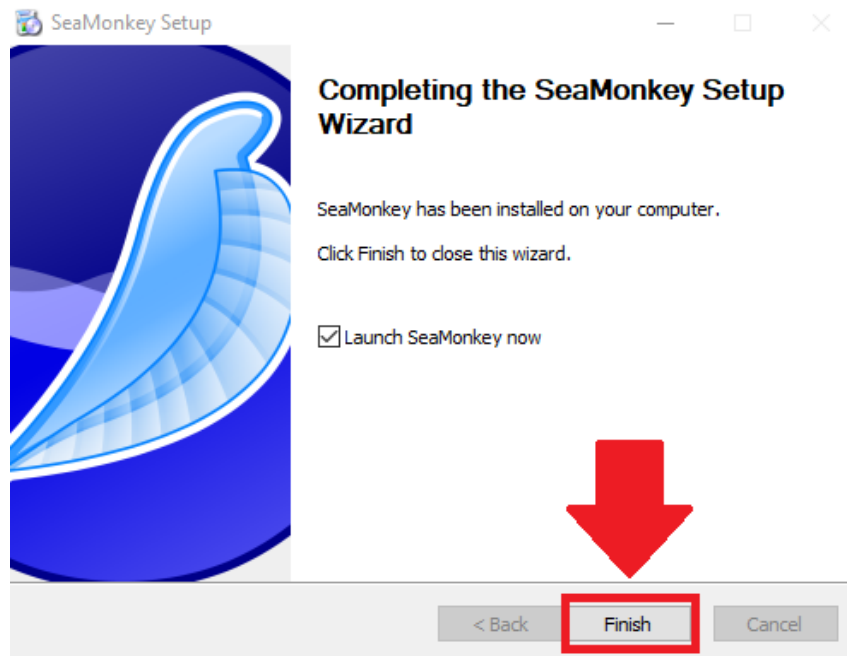 SeaMonkey Setup
Completing the SeaMonkey Setup
Wizard
SeaMonkey has been installed on your computer.
Click Finish to close this wizard.
Launch SeaMonkey now
< Back
Finish
Cancel